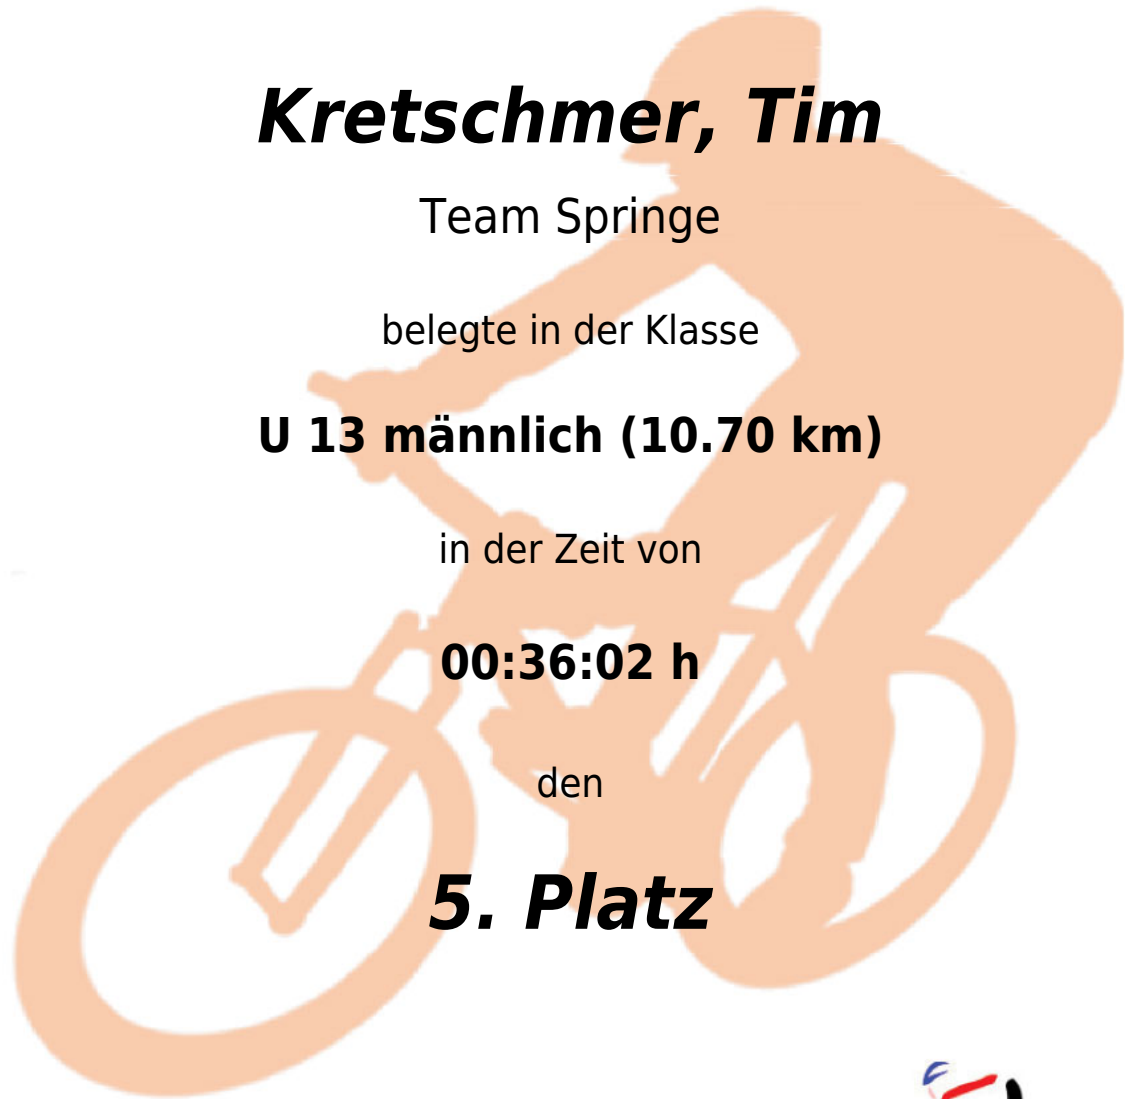 Kretschmer, Tim
Team Springe
belegte in der Klasse
U 13 männlich (10.70 km)
in der Zeit von
00:36:02 h
den
5. Platz